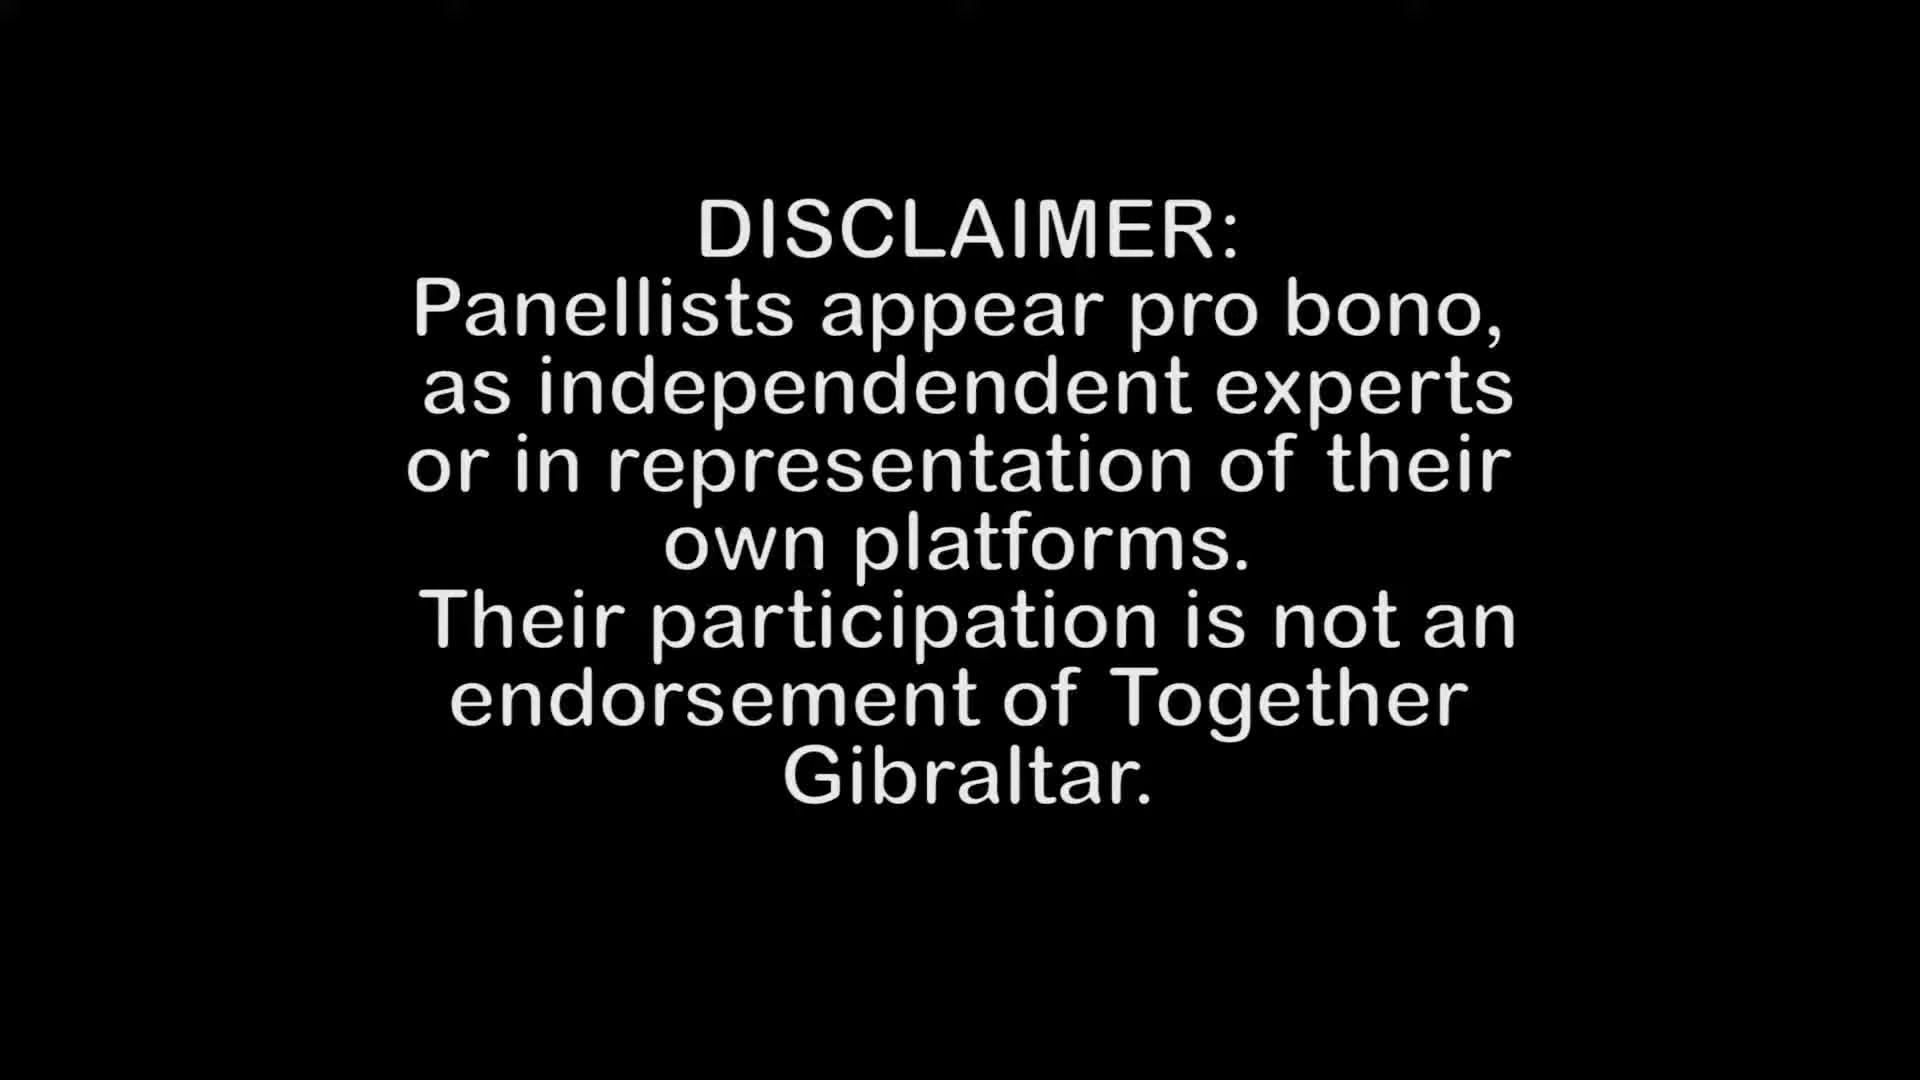 DISCLAIMER:
Panellists appear pro bono,
as independent experts
or in representation of their
own platforms.
Their participation is not an
endorsement of Together
Gibraltar.